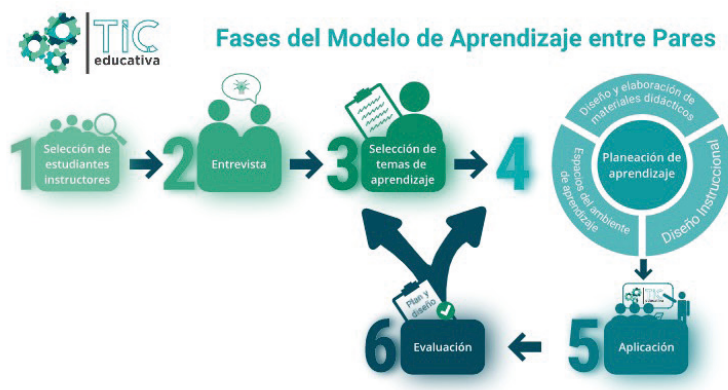 TIC
educativa
Fases del Modelo de Aprendizaje entre Pares
1
Selección de
estudiantes
instructores
2
Entrevista
3
Selección de
temas de
aprendizaje
4
Diseño y elaboración de
materiales didácticos
Espacios del ambiente
de aprendizaje
Diseño Instruccional
Planeación de
aprendizaje
TIC
educativa
5
Aplicación
Plan y
diseño
6
Evaluación